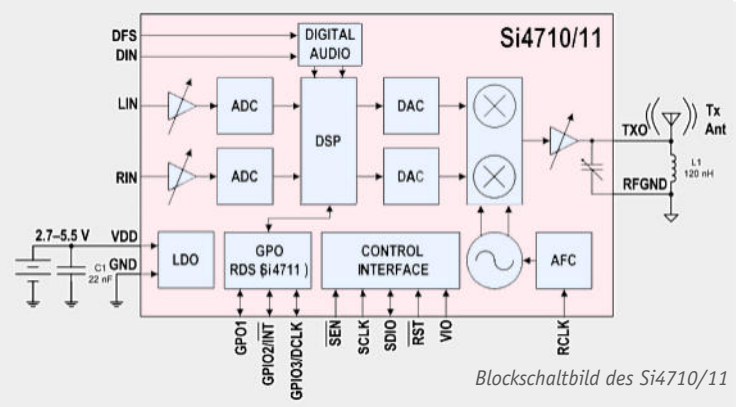 DFS
DIN
DIGITAL
AUDIO
Si4710/11
LIN
ADC
DSP
DAC
RIN
ADC
DAC
TXO
Tx
Ant
L1
120 nH
RFGND
2.7–5.5 V
VDD
C1
22 nF
GND
LDO
GPO
RDS (Si4711)
CONTROL
INTERFACE
AFC
GPO1
GPIO2/INT
GPIO3/DCLK
SEN
SCLK
SDIO
RST
VIO
RCLK
Blockschaltbild des Si4710/11